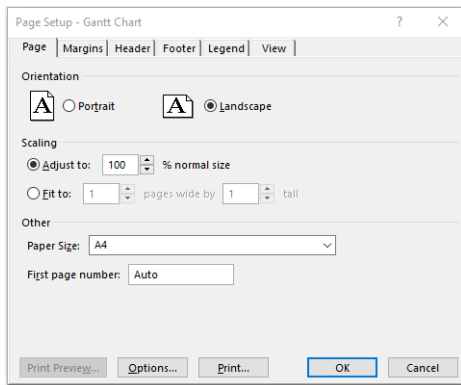 Page Setup - Gantt Chart ? ×
Page Margins Header Footer Legend View
Orientation
A Portrait A Landscape
Scaling
Adjust to: 100 % normal size
Fit to: 1 pages wide by 1 tall
Other
Paper Size: A4
First page number: Auto
Print Preview... Options... Print... OK Cancel